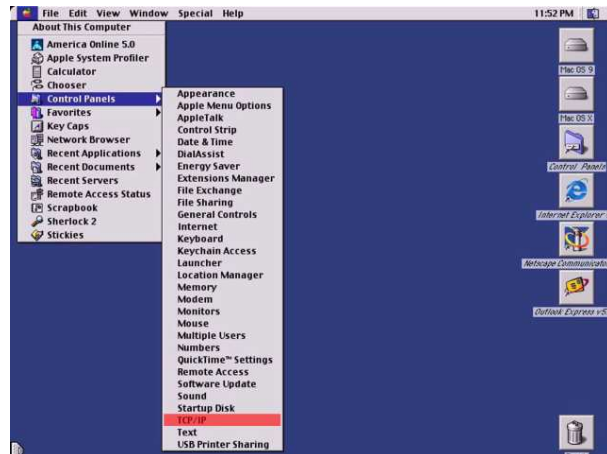 File Edit View Window Special Help
11:52 PM
About This Computer
America Online 5.0
Apple System Profiler
Calculator
Chooser
Control Panels
Favorites
Key Caps
Network Browser
Recent Applications
Recent Documents
Recent Servers
Remote Access Status
Scrapbook
Sherlock 2
Stickies
Appearance
Apple Menu Options
AppleTalk
Control Strip
Date & Time
DialAssist
Energy Saver
Extensions Manager
File Exchange
File Sharing
General Controls
Internet
Keyboard
Keychain Access
Launcher
Location Manager
Memory
Modem
Monitors
Mouse
Multiple Users
Numbers
QuickTime™ Settings
Remote Access
Software Update
Sound
Startup Disk
TCP/IP
Text
USB Printer Sharing
Mac OS 9
Mac OS X
Control Panels
Internet Explorer
Netscape Communicato
Outlook Express v5